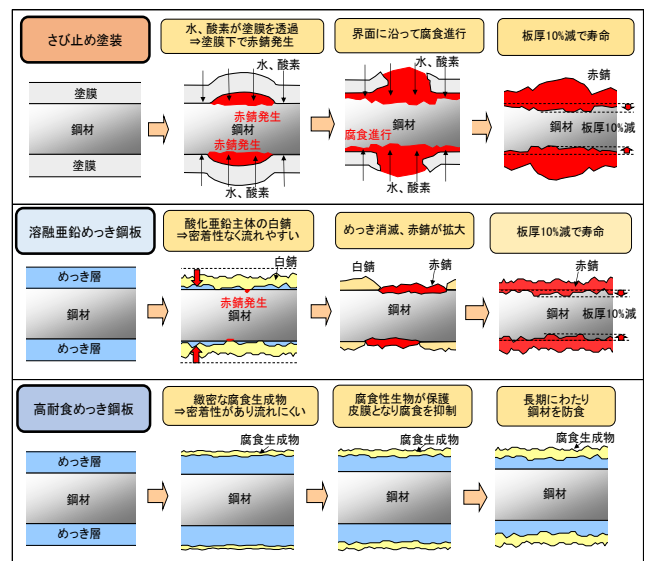 さび止め塗装
水、酸素が塗膜を透過
⇒塗膜下で赤錆発生
界面に沿って腐食進行
板厚10%減で寿命
塗膜
鋼材
塗膜
水、酸素
赤錆発生
鋼材
赤錆発生
水、酸素
水、酸素
鋼材
腐食進行
水、酸素
赤錆
鋼材 板厚10%減
溶融亜鉛めっき鋼板
酸化亜鉛主体の白錆
⇒密着性なく流れやすい
めっき消滅、赤錆が拡大
板厚10%減で寿命
めっき層
鋼材
めっき層
白錆
赤錆発生
鋼材
白錆
赤錆
鋼材
赤錆
鋼材 板厚10%減
高耐食めっき鋼板
緻密な腐食生成物
⇒密着性があり流れにくい
腐食性生物が保護
皮膜となり腐食を抑制
長期にわたり
鋼材を防食
めっき層
鋼材
めっき層
腐食生成物
鋼材
腐食生成物
鋼材
腐食生成物
鋼材